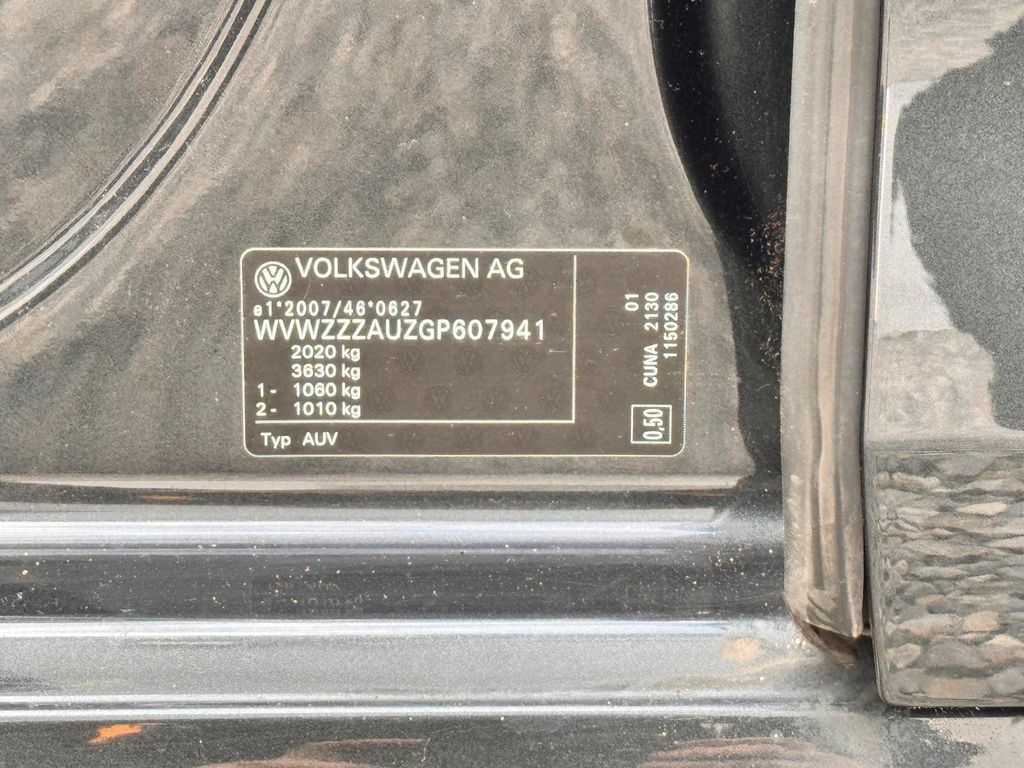 VOLKSWAGEN AG
e1*2007/46*0627
WVWZZZAUZGP607941
2020 kg
3630 kg
1- 1060 kg
2- 1010 kg
Typ AUV
01
CUNA 2130
1150286
0,50